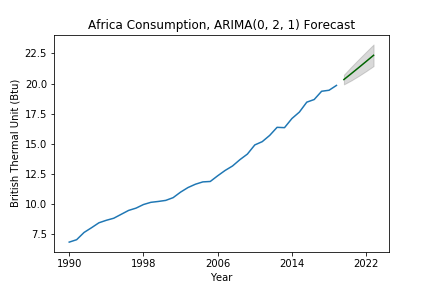 Africa Consumption, ARIMA(0, 2, 1) Forecast
British Thermal Unit (Btu)
22.5
20.0
17.5
15.0
12.5
10.0
7.5
1990 1998 2006 2014 2022
Year